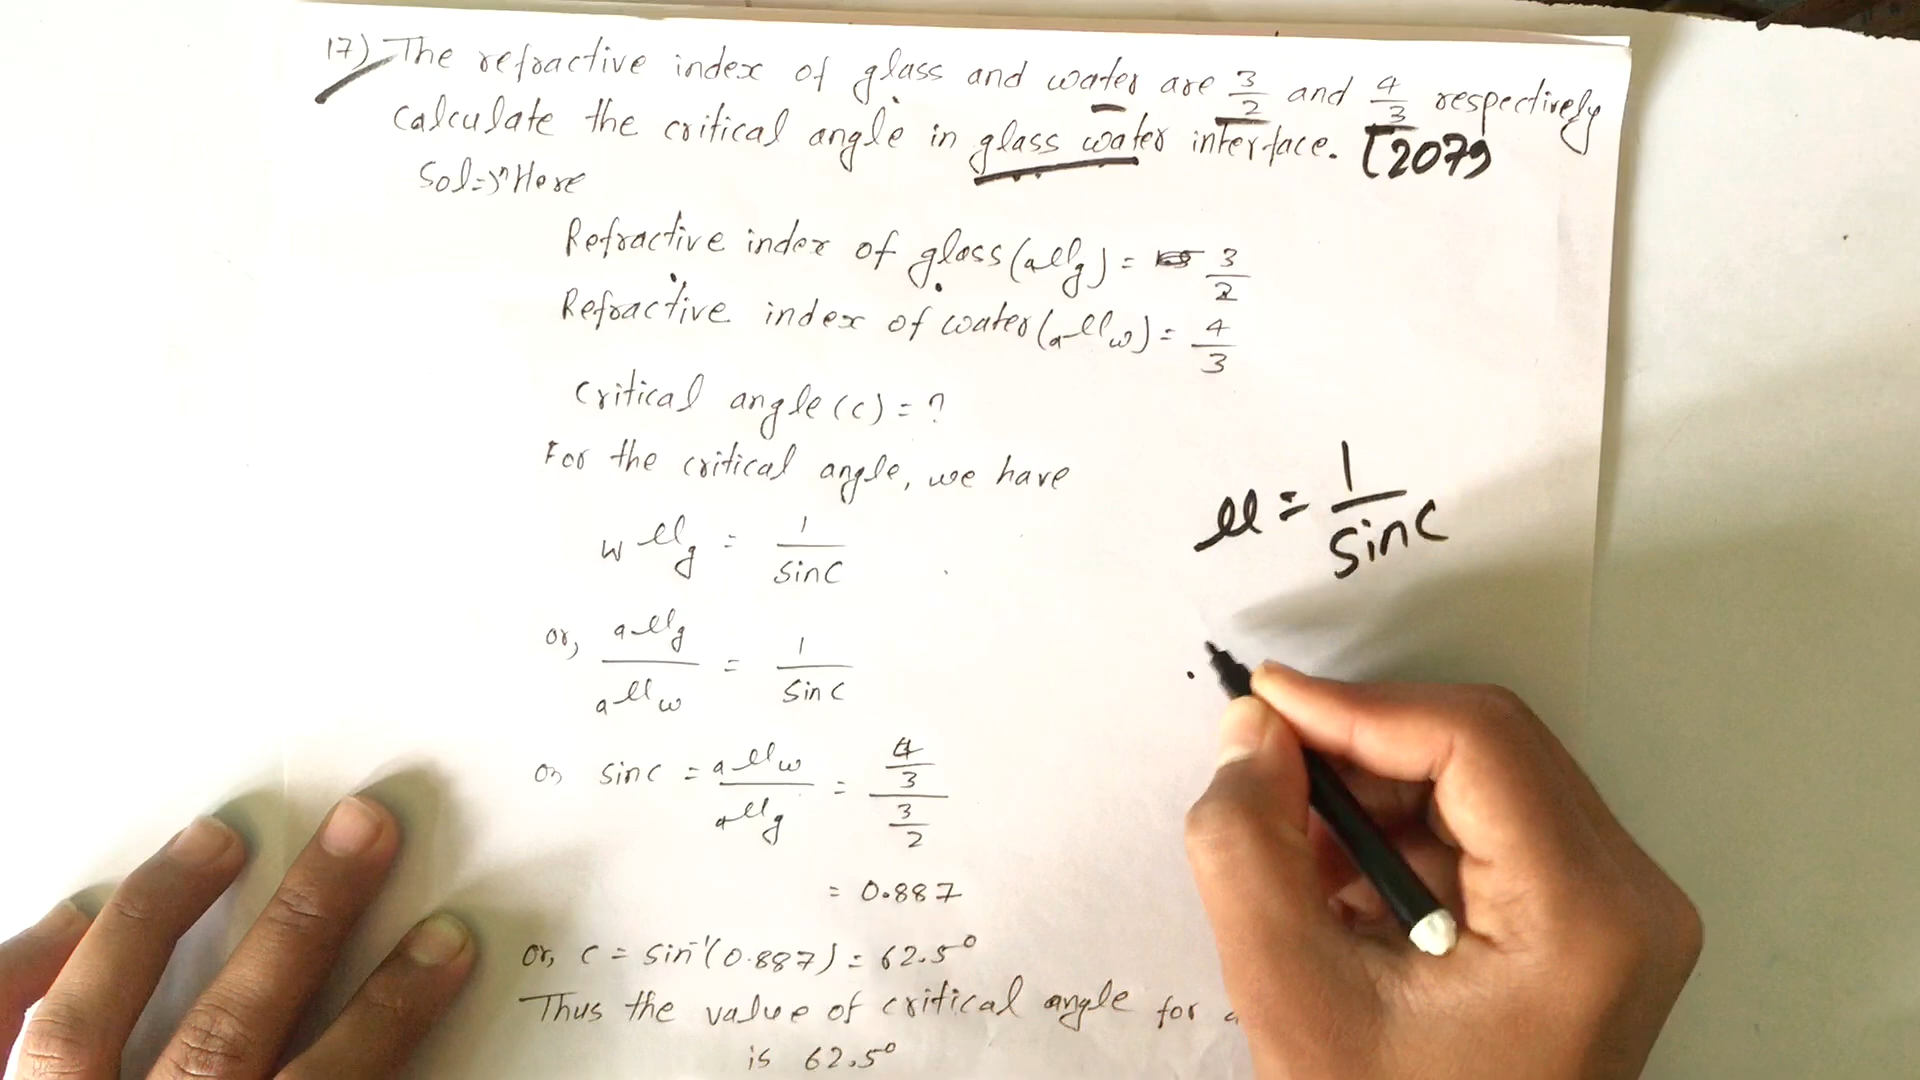 17) The refractive index of glass and water are 3/2 and 4/3 respectively
calculate the critical angle in glass water interface. [2079
Sol=>n Here
Refractive index of glass (aμg) = 3/2
Refractive index of water (aμw) = 4/3
Critical angle (c) = ?
For the critical angle, we have
wμg = 1/sinC
μ = 1/sinC
or, aμg/aμw = 1/sinC
or sinc = aμw/aμg = 4/3 / 3/2
= 0.887
or, c = sin⁻¹(0.887) = 62.5°
Thus the value of critical angle for
is 62.5°